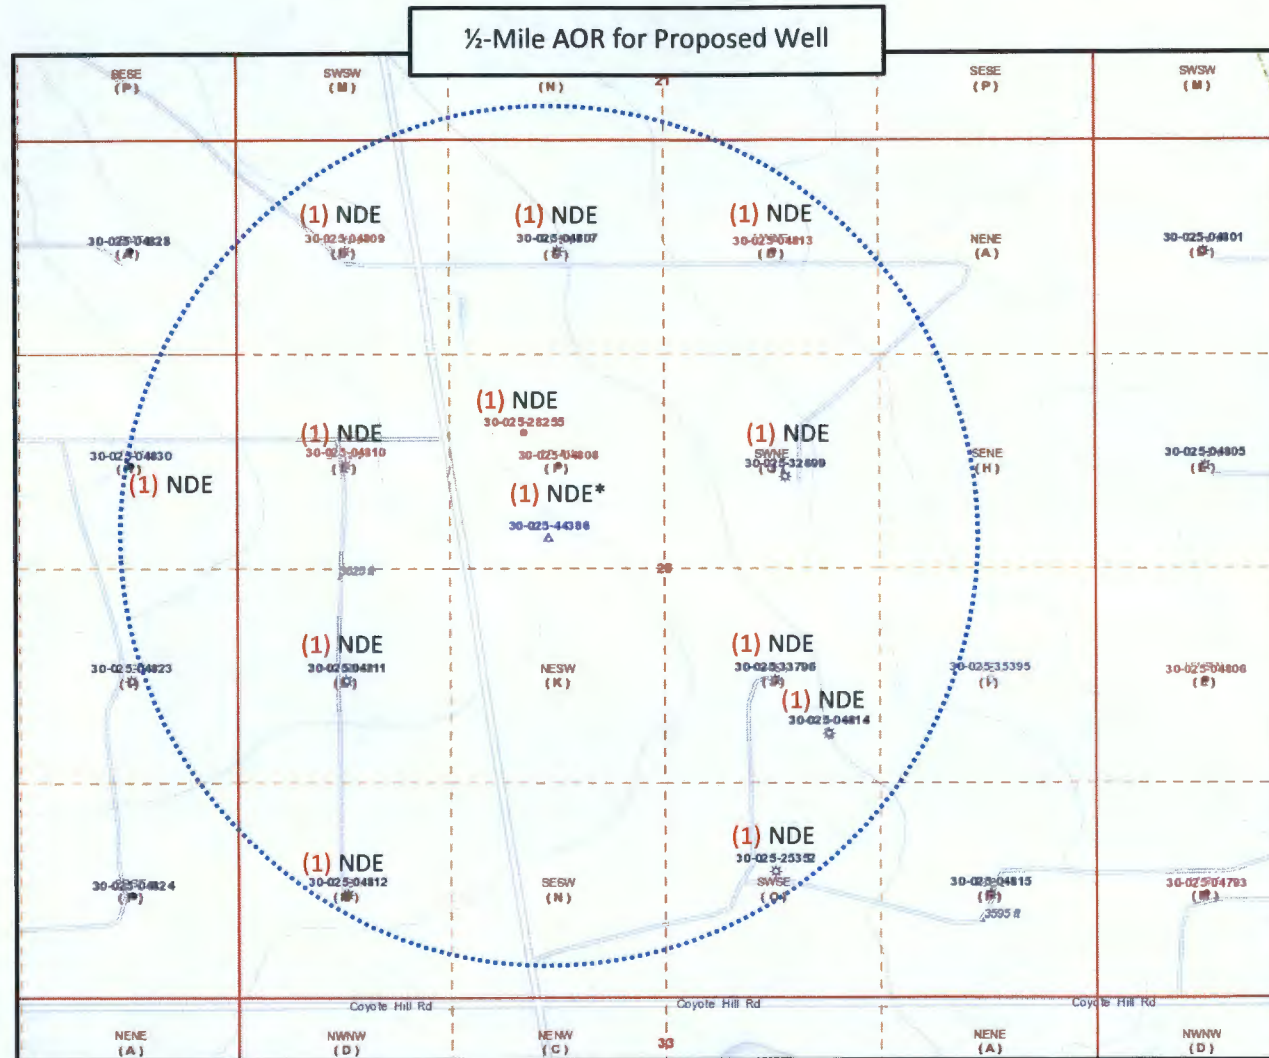 ½-Mile AOR for Proposed Well
SWSW
(M)
(N)
21
SESE
(P)
SWSW
(M)
(P)
(1) NDE
30-025-04809
(1) NDE
30-025-04807
(1) NDE
30-025-04813
(B)
30-025-04828
(A)
NENE
(A)
30-025-04801
(1) NDE
30-025-28255
(1) NDE
30-025-04810
30-025-04808
(F)
(1) NDE
SWNE
30-025-32699
SENE
(H)
30-025-04805
30-025-04830
(1) NDE
(1) NDE*
30-025-44386
3625 ft
(1) NDE
30-025-04811
(1) NDE
30-025-33796
30-025-04823
NESW
(K)
30-025-35395
(I)
30-025-04806
(1) NDE
30-025-04814
(1) NDE
30-025-25352
(1) NDE
30-025-04812
SESW
(N)
SWSE
(O)
30-025-04824
(P)
30-025-04815
30-025-04793
3595 ft
Coyote Hill Rd
Coyote Hill Rd
Coyote Hill Rd
NENE
(A)
NWNW
(D)
NENW
(C)
33
NENE
(A)
NWNW
(D)